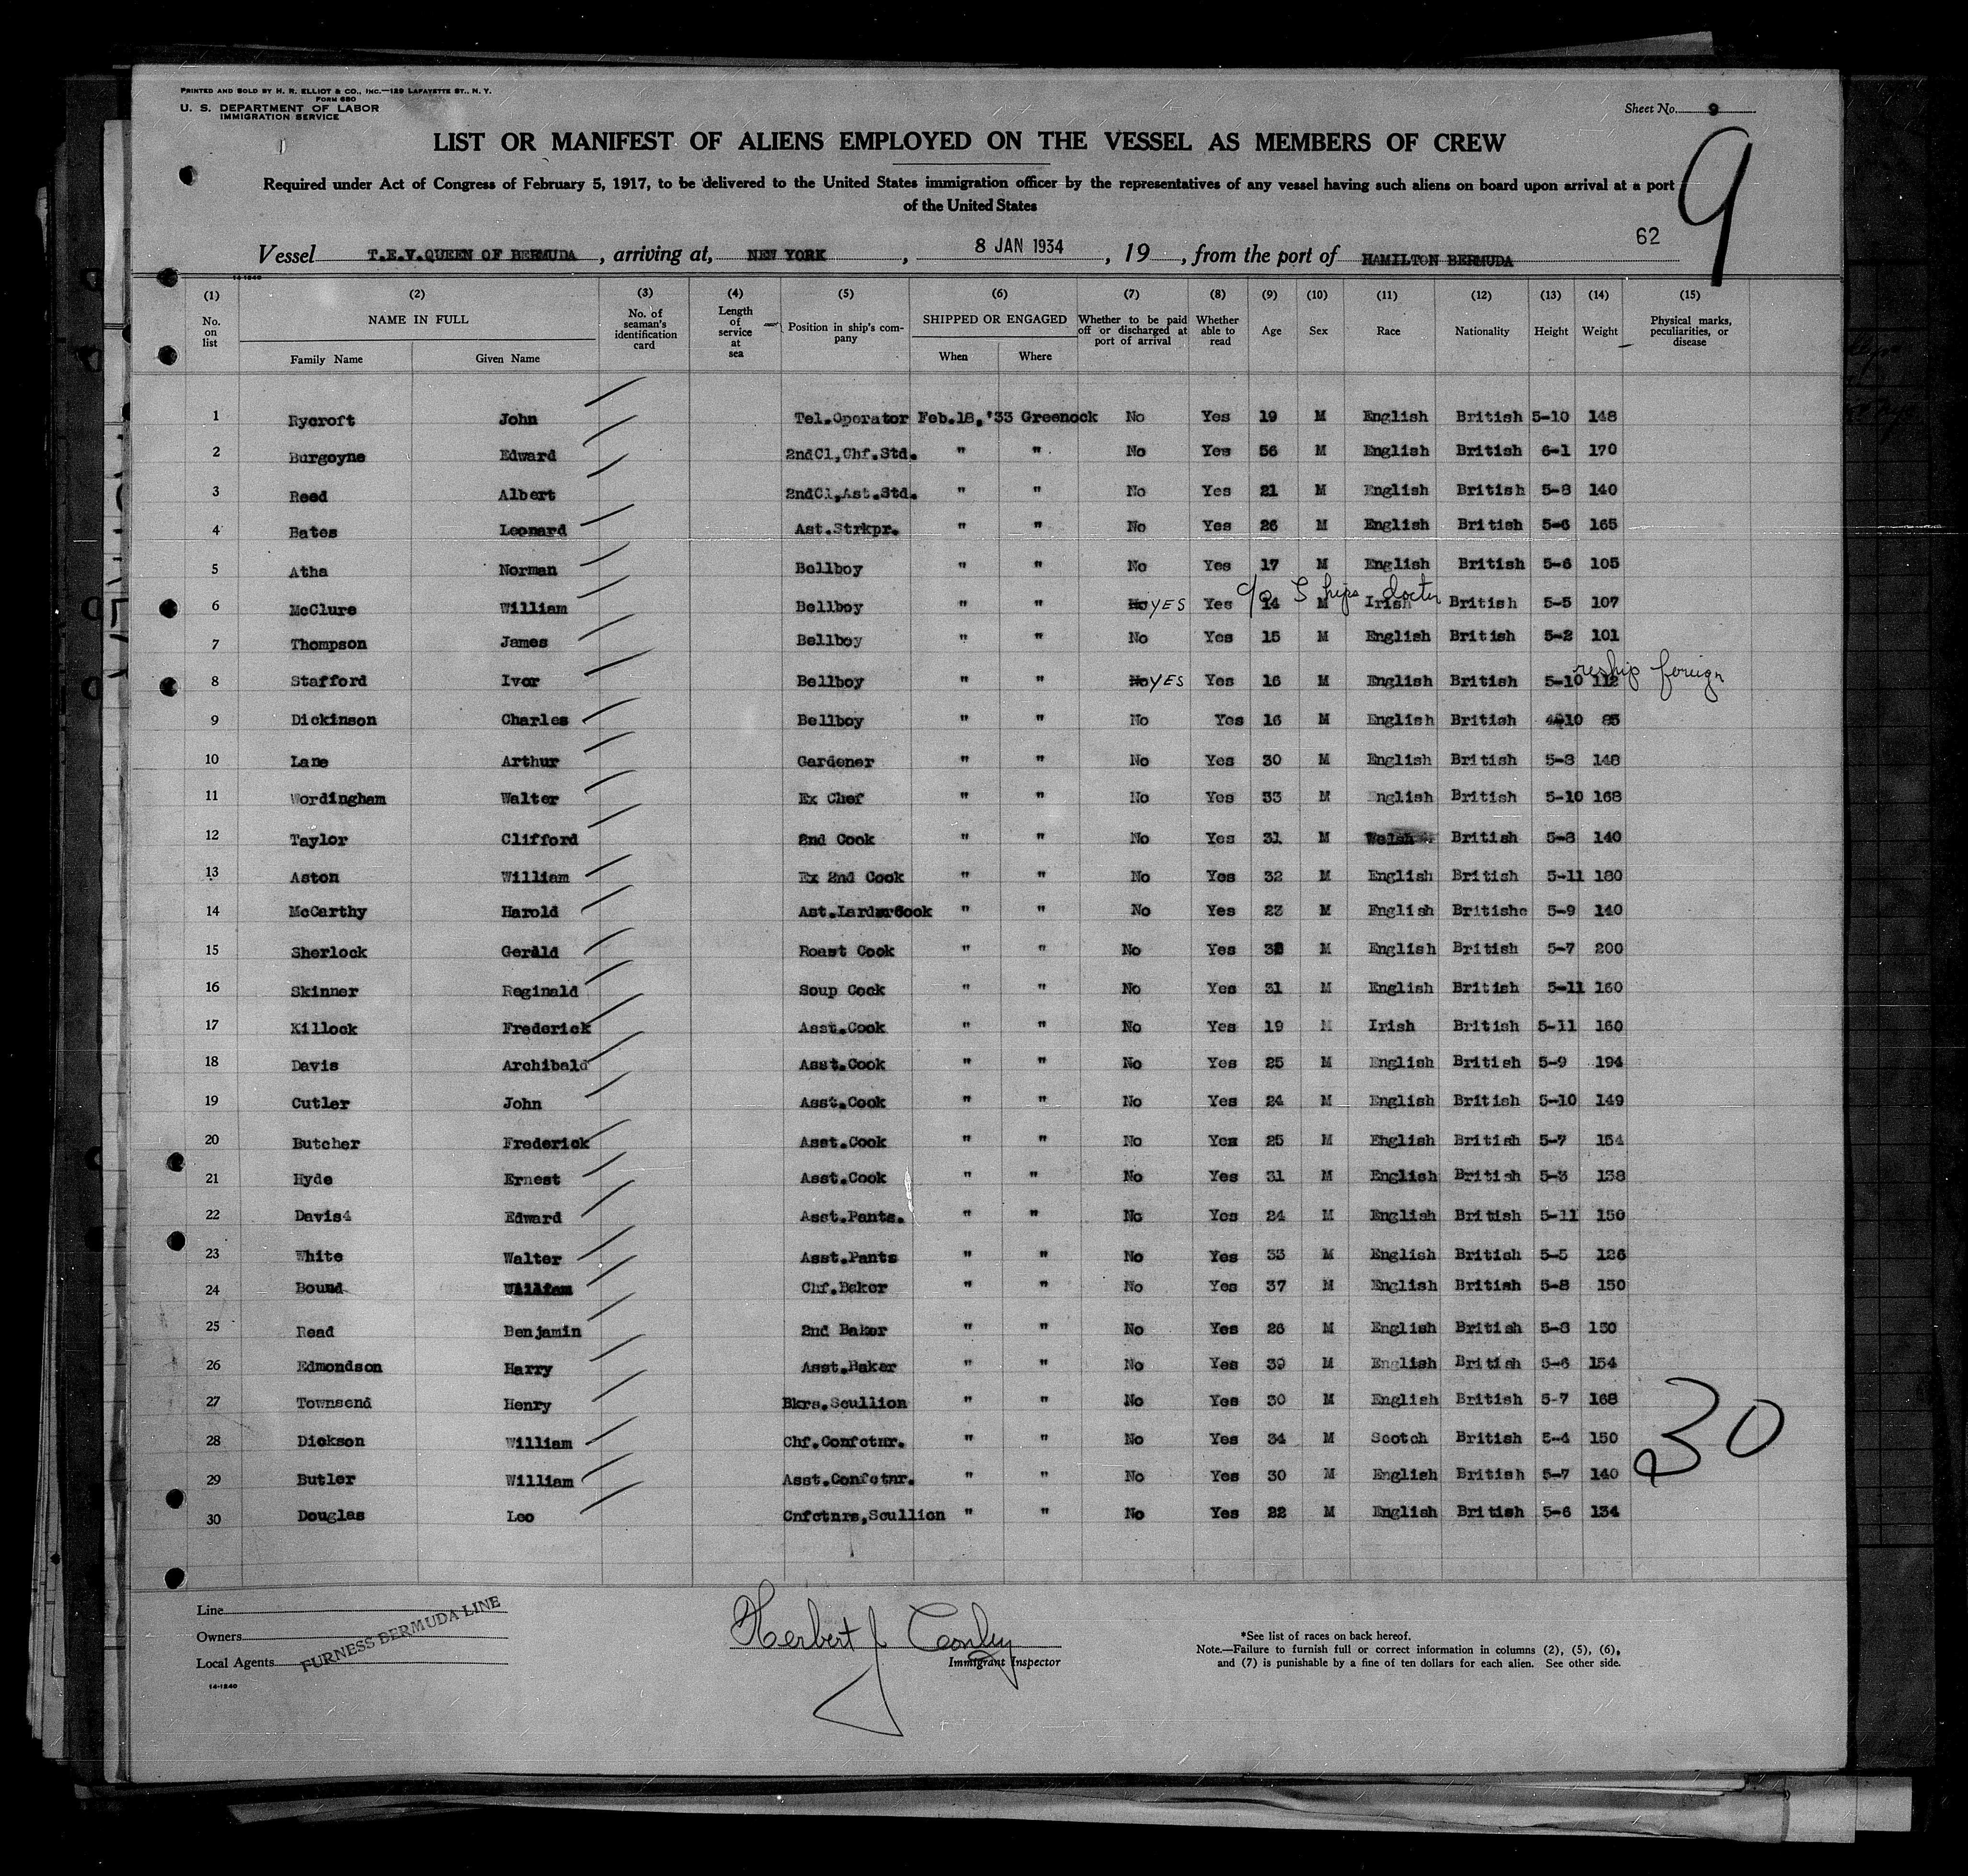 PRINTED AND SOLD BY H. R. ELLIOT & CO., INC.—129 LAFAYETTE ST., N. Y.
FORM 680
U. S. DEPARTMENT OF LABOR
IMMIGRATION SERVICE
Sheet No. 9
9
LIST OR MANIFEST OF ALIENS EMPLOYED ON THE VESSEL AS MEMBERS OF CREW
Required under Act of Congress of February 5, 1917, to be delivered to the United States immigration officer by the representatives of any vessel having such aliens on board upon arrival at a port
of the United States
62
Vessel T.E.V.QUEEN OF BERMUDA, arriving at, NEW YORK, 8 JAN 1934, 19 , from the port of HAMILTON BERMUDA
14-1240
(1) (2) (3) (4) (5) (6) (7) (8) (9) (10) (11) (12) (13) (14) (15)
No. on list NAME IN FULL Family Name Given Name No. of seaman's identification card Length of service at sea Position in ship's company SHIPPED OR ENGAGED When Where Whether to be paid off or discharged at port of arrival Whether able to read Age Sex Race Nationality Height Weight Physical marks, peculiarities, or disease
1 Rycroft John Tel.Operator Feb.18,'33 Greenock No Yes 19 M English British 5-10 148
2 Burgoyne Edward 2ndCl,Chf.Std. " " No Yes 56 M English British 6-1 170
3 Reed Albert 2ndCl,Ast.Std. " " No Yes 21 M English British 5-8 140
4 Bates Leonard Ast.Strkpr. " " No Yes 26 M English British 5-6 165
5 Atha Norman Bellboy " " No Yes 17 M English British 5-6 105
c/o Ships doctor
6 McClure William Bellboy " " No YES Yes 14 M Irish British 5-5 107
7 Thompson James Bellboy " " No Yes 15 M English British 5-2 101
reship foreign
8 Stafford Ivor Bellboy " " No YES Yes 16 M English British 5-10 112
9 Dickinson Charles Bellboy " " No Yes 16 M English British 4-10 85
10 Lane Arthur Gardener " " No Yes 30 M English British 5-8 148
11 Wordingham Walter Ex Chef " " No Yes 33 M English British 5-10 168
12 Taylor Clifford 2nd Cook " " No Yes 31 M Welsh British 5-8 140
13 Aston William Ex 2nd Cook " " No Yes 32 M English British 5-11 180
14 McCarthy Harold Ast.LarderCook " " No Yes 23 M English Britishc 5-9 140
15 Sherlock Gerald Roast Cook " " No Yes 38 M English British 5-7 200
16 Skinner Reginald Soup Cook " " No Yes 31 M English British 5-11 160
17 Killock Frederick Asst.Cook " " No Yes 19 M Irish British 5-11 160
18 Davis Archibald Asst.Cook " " No Yes 25 M English British 5-9 194
19 Cutler John Asst.Cook " " No Yes 24 M English British 5-10 149
20 Butcher Frederick Asst.Cook " " No Yes 25 M English British 5-7 154
21 Hyde Ernest Asst.Cook " " No Yes 31 M English British 5-3 138
22 Davis4 Edward Asst.Pants. " " No Yes 24 M English British 5-11 150
23 White Walter Asst.Pants " " No Yes 33 M English British 5-5 126
24 Bound William Chf.Baker " " No Yes 37 M English British 5-8 150
25 Read Benjamin 2nd Baker " " No Yes 26 M English British 5-8 150
26 Edmondson Harry Asst.Baker " " No Yes 39 M English British 5-6 154
27 Townsend Henry Bkrs.Scullion " " No Yes 30 M English British 5-7 168
28 Dickson William Chf.Confctnr. " " No Yes 34 M Scotch British 5-4 150
30
29 Butler William Asst.Confctnr. " " No Yes 30 M English British 5-7 140
30 Douglas Leo Cnfctnrs,Scullion " " No Yes 22 M English British 5-6 134
Line
Owners
Local Agents
FURNESS BERMUDA LINE
14-1240
Herbert J Conley
Immigrant Inspector
*See list of races on back hereof.
Note.—Failure to furnish full or correct information in columns (2), (5), (6),
and (7) is punishable by a fine of ten dollars for each alien. See other side.